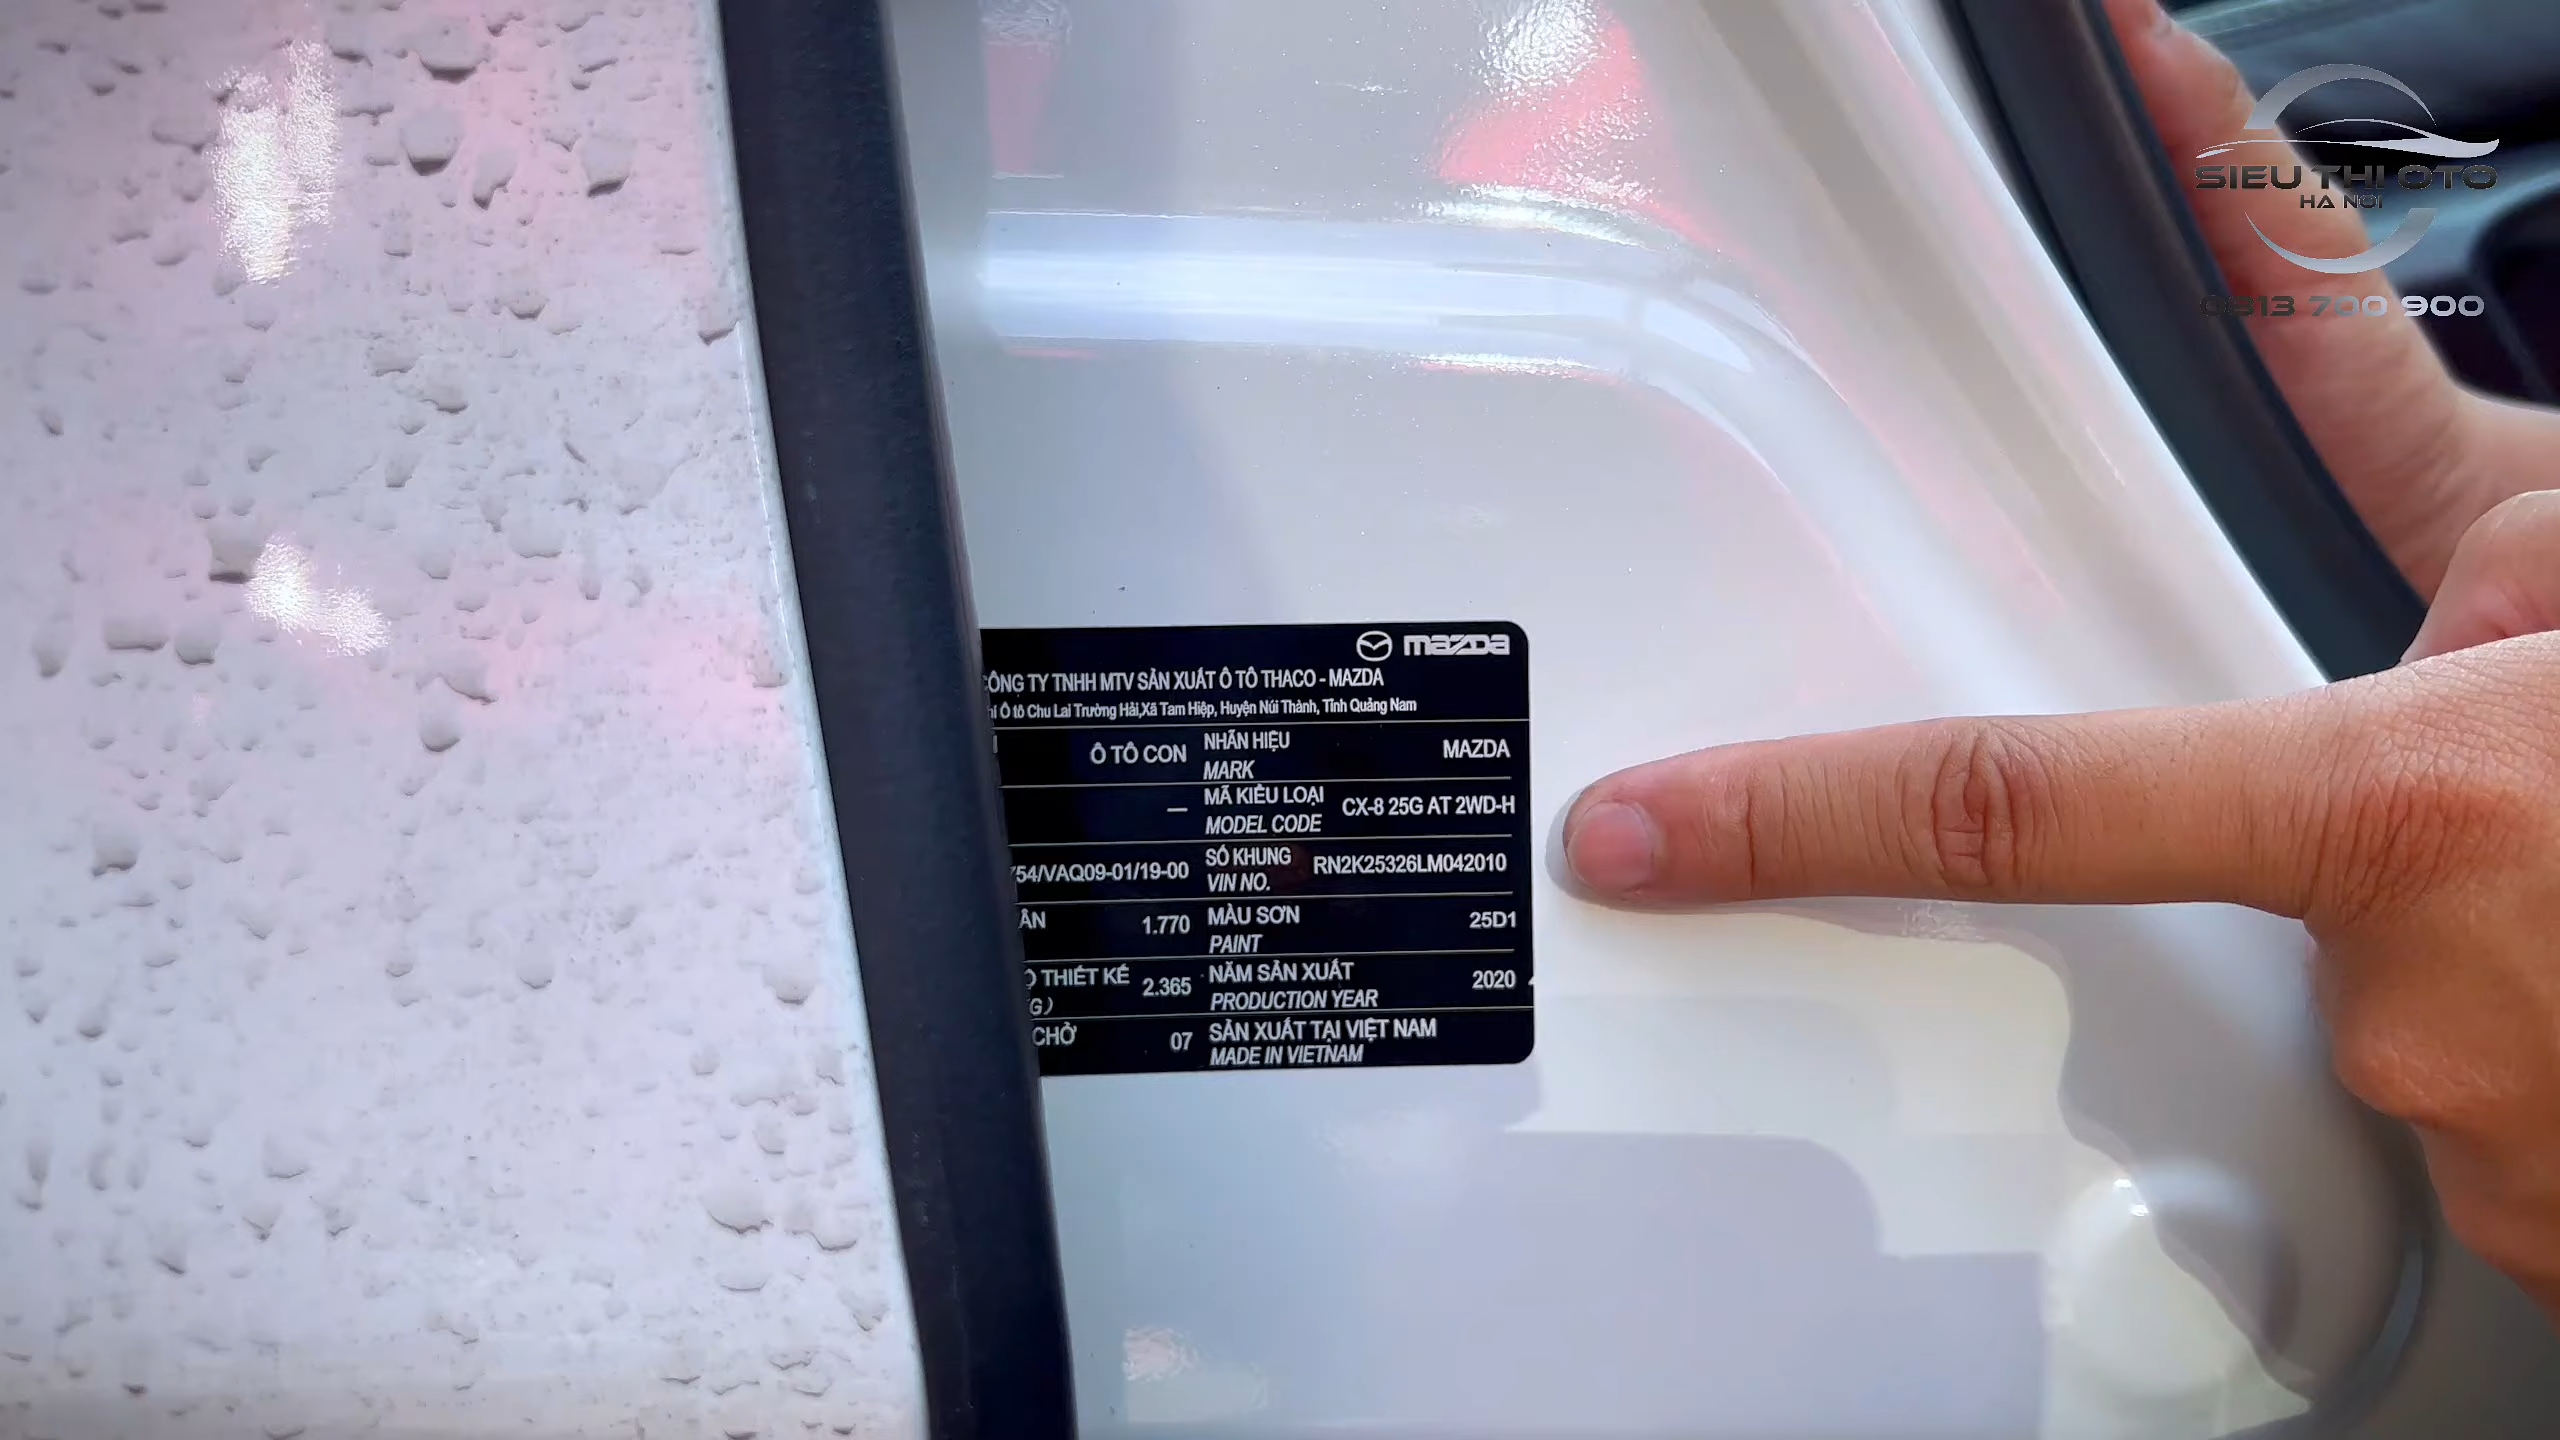 SIEU THI OTO
HA NOI
0813 700 900
mazda
CÔNG TY TNHH MTV SẢN XUẤT Ô TÔ THACO - MAZDA
Ô tô Chu Lai Trường Hải,Xã Tam Hiệp, Huyện Núi Thành, Tỉnh Quảng Nam
Ô TÔ CON NHÃN HIỆU MAZDA
MARK
— MÃ KIỂU LOẠI CX-8 25G AT 2WD-H
MODEL CODE
54/VAQ09-01/19-00 SỐ KHUNG RN2K25326LM042010
VIN NO.
ÂN 1.770 MÀU SƠN 25D1
PAINT
THIẾT KẾ 2.365 NĂM SẢN XUẤT 2020
G) PRODUCTION YEAR
CHỞ 07 SẢN XUẤT TẠI VIỆT NAM
MADE IN VIETNAM